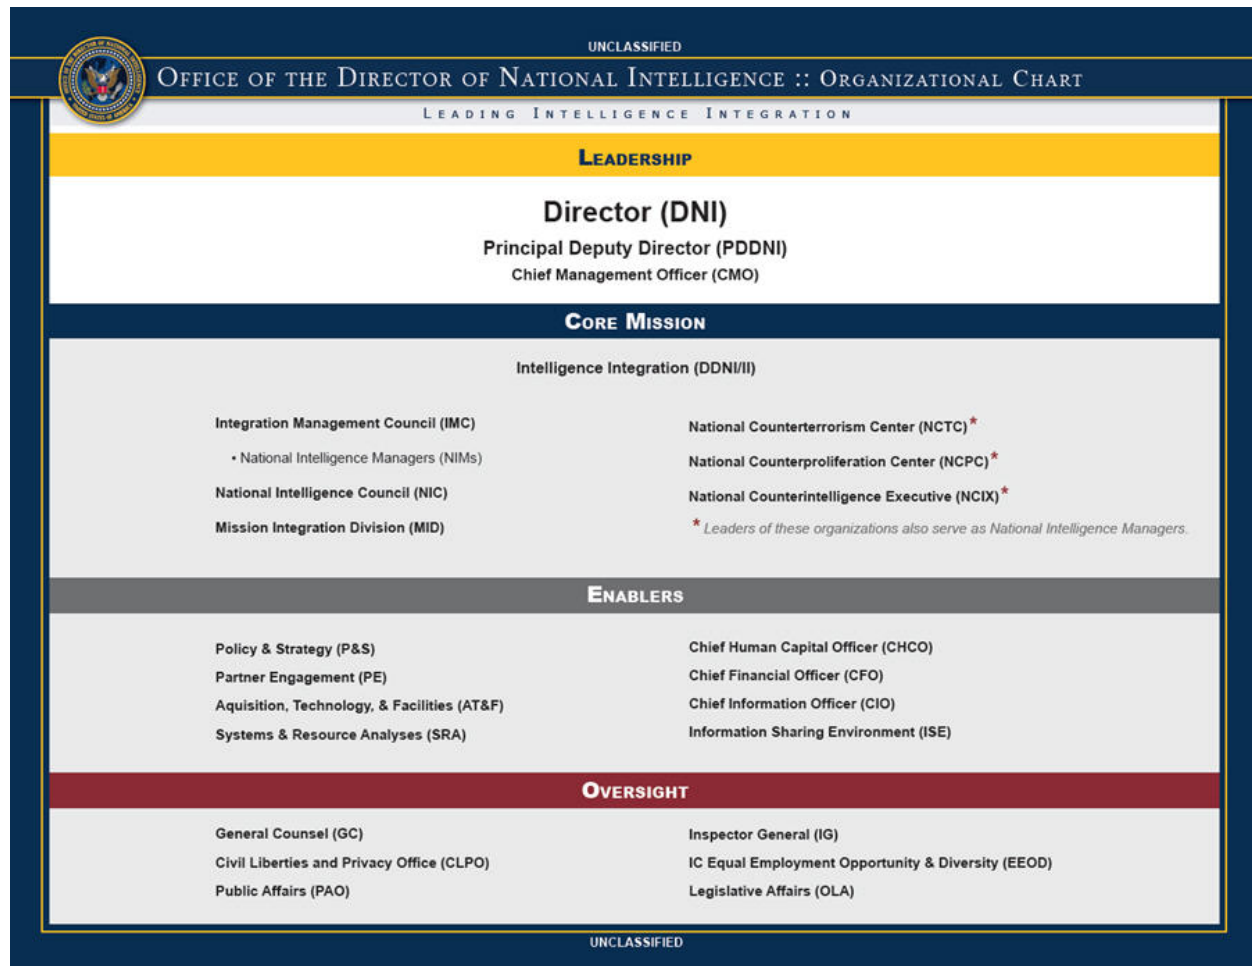 UNCLASSIFIED
OFFICE OF THE DIRECTOR OF NATIONAL INTELLIGENCE :: ORGANIZATIONAL CHART
LEADING INTELLIGENCE INTEGRATION
LEADERSHIP
Director (DNI)
Principal Deputy Director (PDDNI)
Chief Management Officer (CMO)
CORE MISSION
Intelligence Integration (DDNI/II)
Integration Management Council (IMC)
• National Intelligence Managers (NIMs)
National Intelligence Council (NIC)
Mission Integration Division (MID)
National Counterterrorism Center (NCTC)*
National Counterproliferation Center (NCPC)*
National Counterintelligence Executive (NCIX)*
* Leaders of these organizations also serve as National Intelligence Managers.
ENABLERS
Policy & Strategy (P&S)
Partner Engagement (PE)
Aquisition, Technology, & Facilities (AT&F)
Systems & Resource Analyses (SRA)
Chief Human Capital Officer (CHCO)
Chief Financial Officer (CFO)
Chief Information Officer (CIO)
Information Sharing Environment (ISE)
OVERSIGHT
General Counsel (GC)
Civil Liberties and Privacy Office (CLPO)
Public Affairs (PAO)
Inspector General (IG)
IC Equal Employment Opportunity & Diversity (EEOD)
Legislative Affairs (OLA)
UNCLASSIFIED